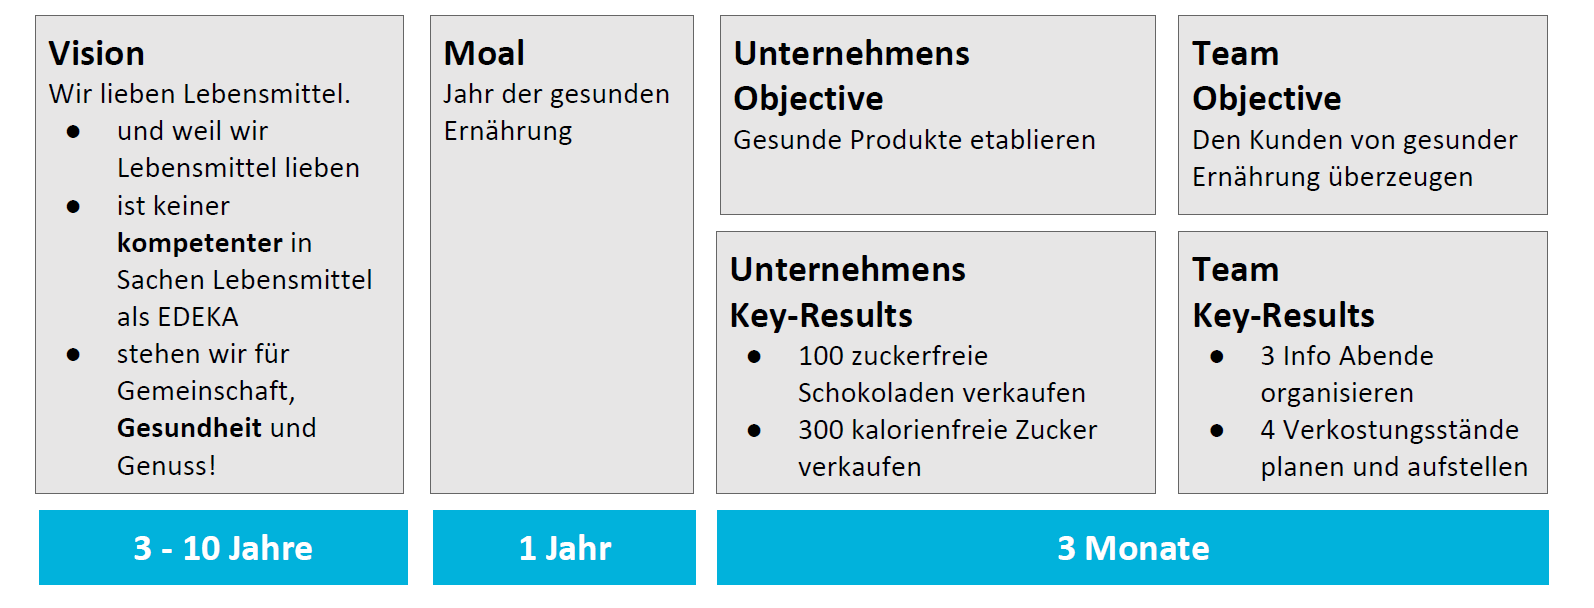 Vision
Wir lieben Lebensmittel.
● und weil wir
Lebensmittel lieben
● ist keiner
kompetenter in
Sachen Lebensmittel
als EDEKA
● stehen wir für
Gemeinschaft,
Gesundheit und
Genuss!
3 - 10 Jahre
Moal
Jahr der gesunden
Ernährung
1 Jahr
Unternehmens
Objective
Gesunde Produkte etablieren
Unternehmens
Key-Results
● 100 zuckerfreie
Schokoladen verkaufen
● 300 kalorienfreie Zucker
verkaufen
Team
Objective
Den Kunden von gesunder
Ernährung überzeugen
Team
Key-Results
● 3 Info Abende
organisieren
● 4 Verkostungsstände
planen und aufstellen
3 Monate